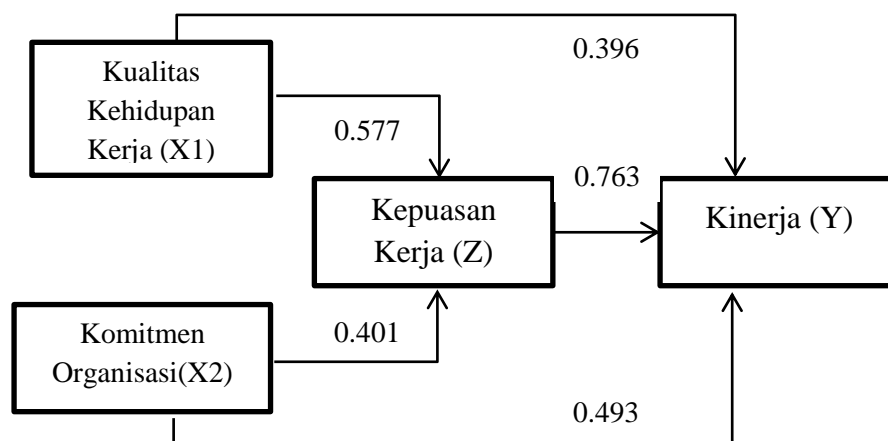 0.396
Kualitas
Kehidupan
Kerja (X1)
0.577
0.763
Kepuasan
Kerja (Z)
Kinerja (Y)
Komitmen
Organisasi(X2)
0.401
0.493